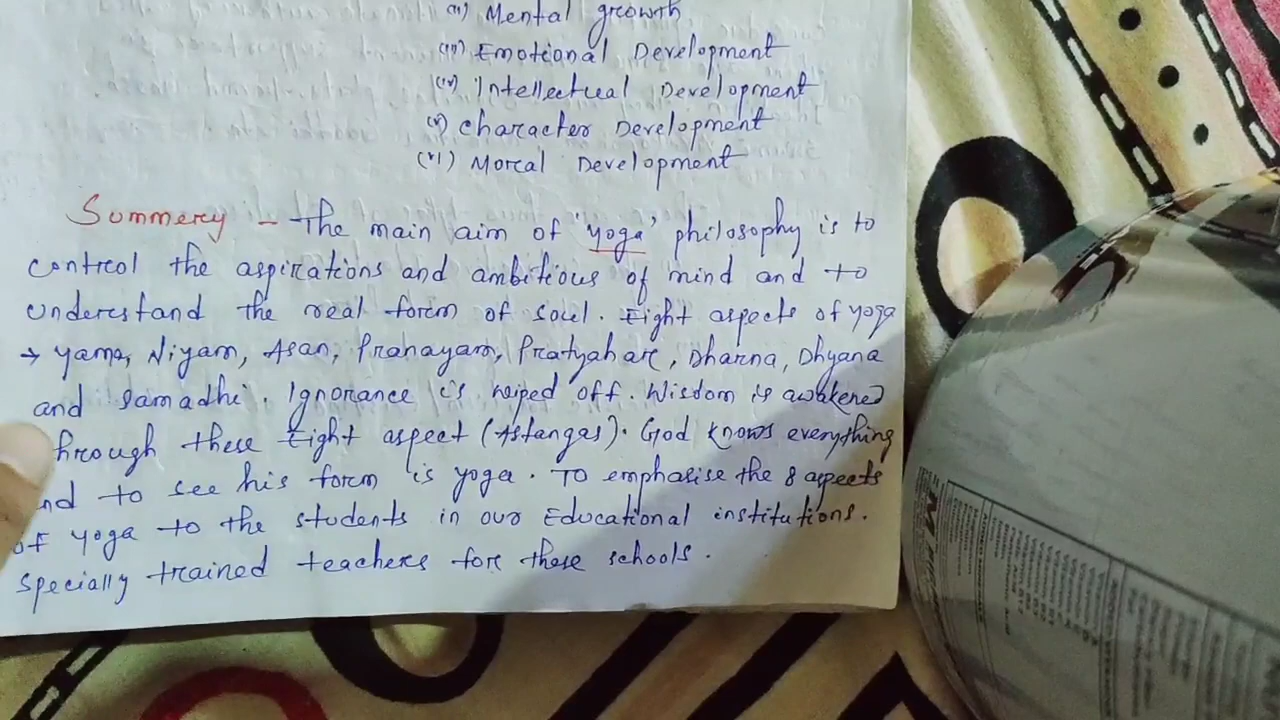 (ii) Mental growth
(iii) Emotional Development
(iv) Intellectual Development
(v) Character Development
(vi) Moral Development
Summery - The main aim of "yoga" philosophy is to
control the aspirations and ambitious of mind and to
understand the real form of soul. Eight aspects of yoga
→ yama, Niyam, Asan, Pranayam, Pratyahar, Dharna, Dhyana
and Samadhi. Ignorance is wiped off. Wisdom is awakened
through these Eight aspect (Astangas). God knows everything
and to see his form is yoga. To emphasise the 8 aspects
of yoga to the students in our Educational institutions.
Specially trained teachers for these schools.